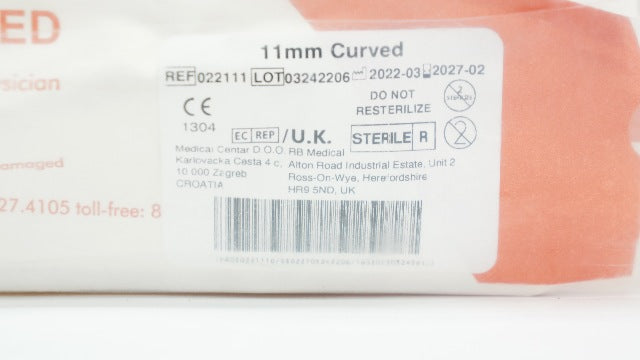 ED
sician
amaged
27.4105 toll-free: 8
11mm Curved
REF 022111 LOT 03242206 2022-03 2027-02
DO NOT
RESTERILIZE
CE
1304
EC REP /U.K. STERILE R 2
Medical Centar D.O.O. RB Medical
Karlovacka Cesta 4 c, Alton Road Industrial Estate, Unit 2
10 000 Zagreb Ross-On-Wye, Herefordshire
CROATIA HR9 5ND, UK